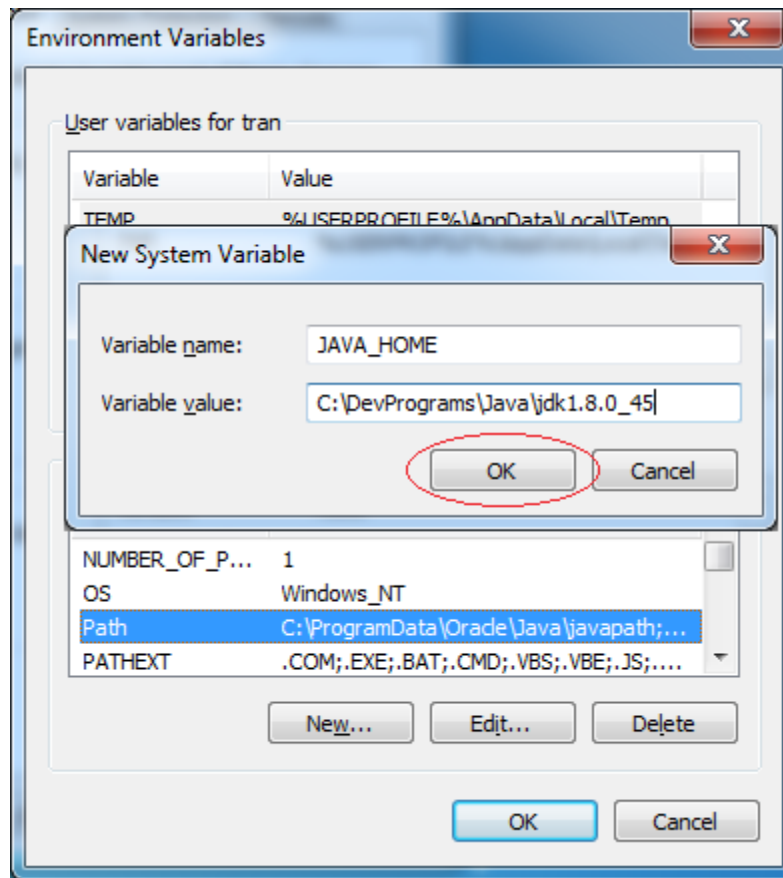 Environment Variables
User variables for tran
Variable Value
TEMP %USERPROFILE%\AppData\Local\Temp
New System Variable
Variable name: JAVA_HOME
Variable value: C:\DevPrograms\Java\jdk1.8.0_45
OK Cancel
NUMBER_OF_P... 1
OS Windows_NT
Path C:\ProgramData\Oracle\Java\javapath;...
PATHEXT .COM;.EXE;.BAT;.CMD;.VBS;.VBE;.JS;....
New... Edit... Delete
OK Cancel